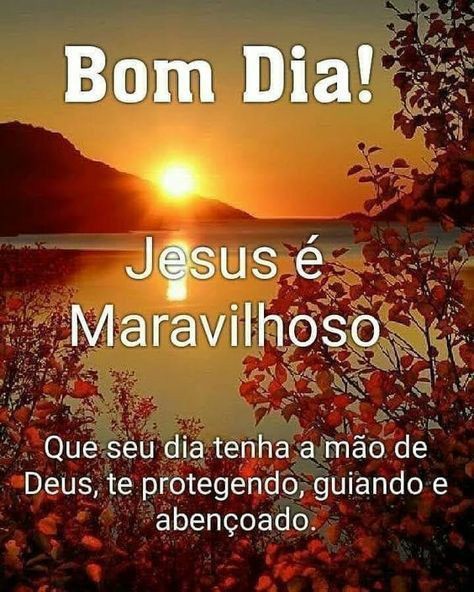 Bom Dia!
Jesus é
Maravilhoso
Que seu dia tenha a mão de
Deus, te protegendo, guiando e
abençoado.